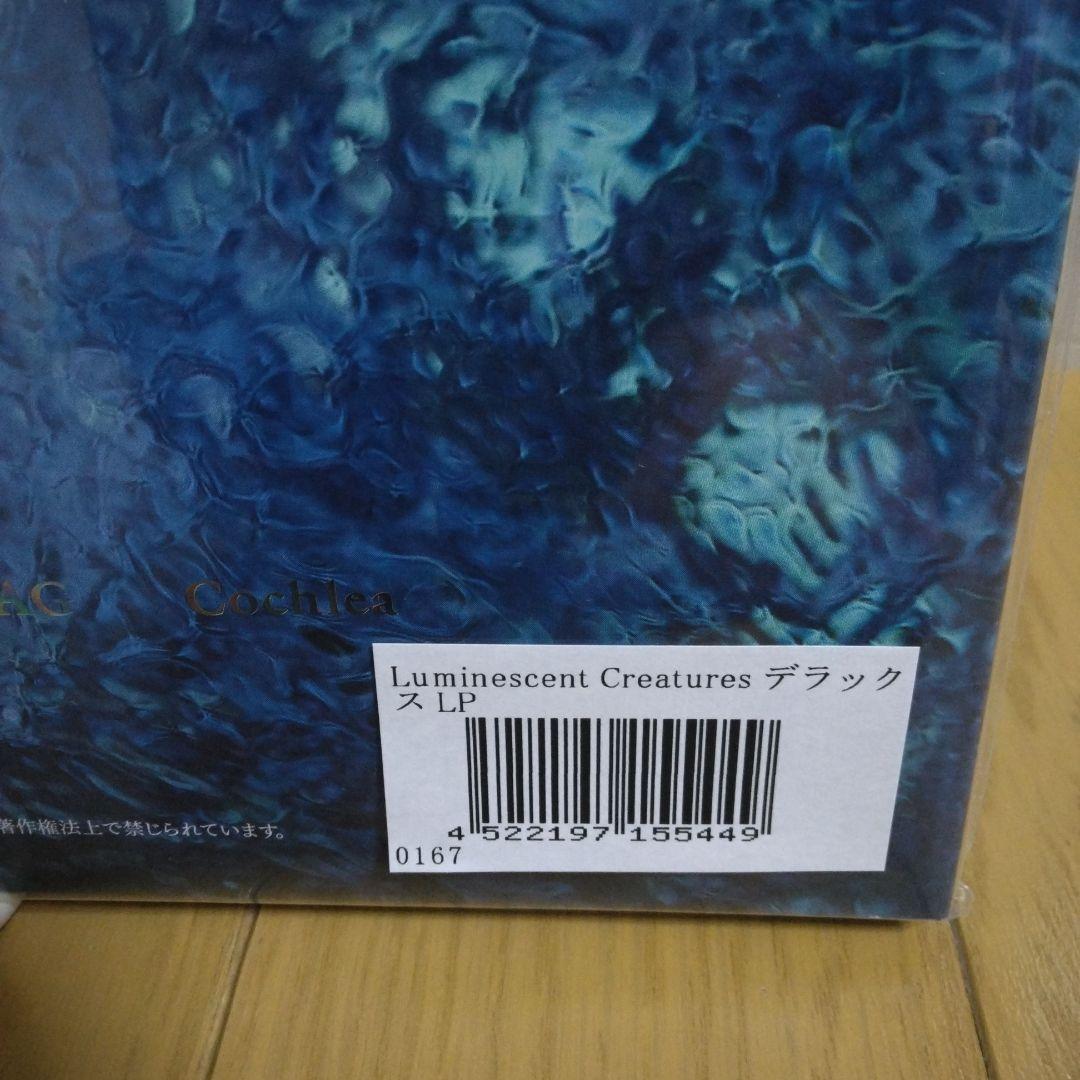 AG Cochlea
Luminescent Creatures デラック
ス LP
4 522197 155449
0167
著作権法上で禁じられています。